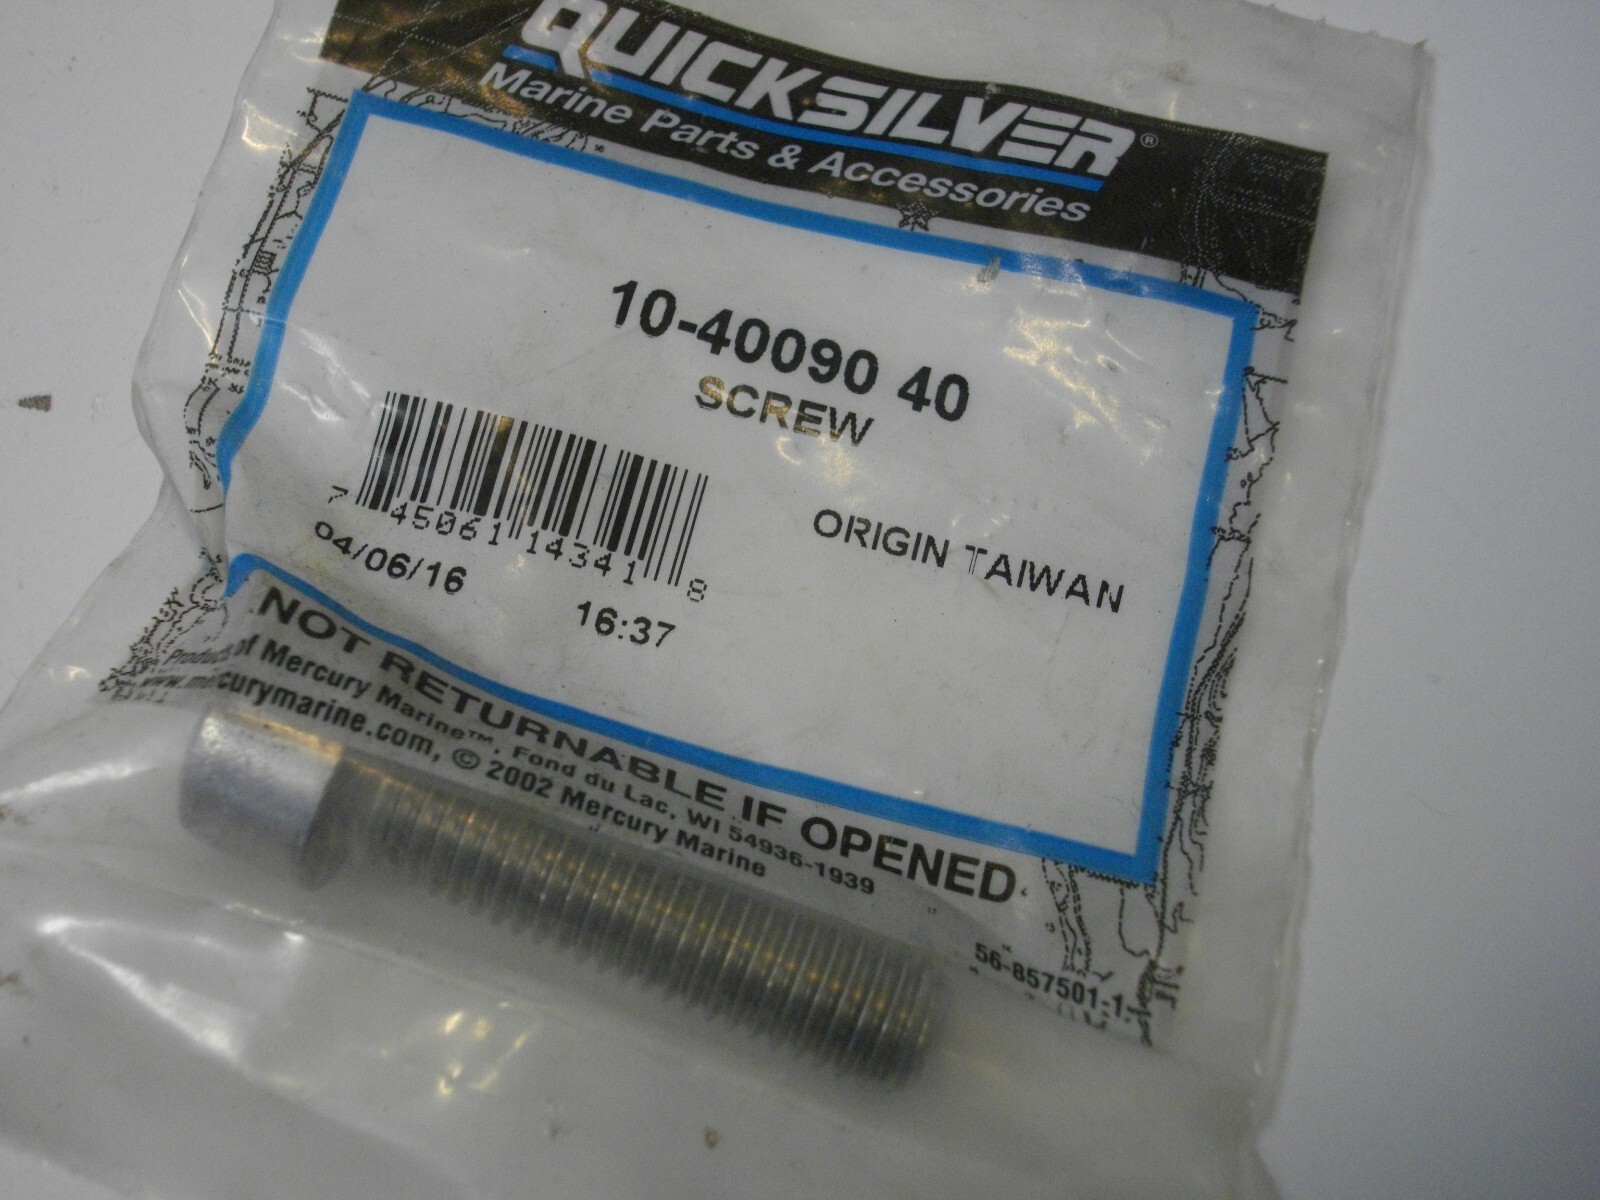 QUICKSILVER®
Marine Parts & Accessories
10-40090 40
SCREW
7 45061 14341 8
ORIGIN TAIWAN
04/06/16
16:37
NOT RETURNABLE IF OPENED
Products of Mercury Marine™, Fond du Lac, WI 54936-1939
www.mercurymarine.com, © 2002 Mercury Marine
56-857501-1